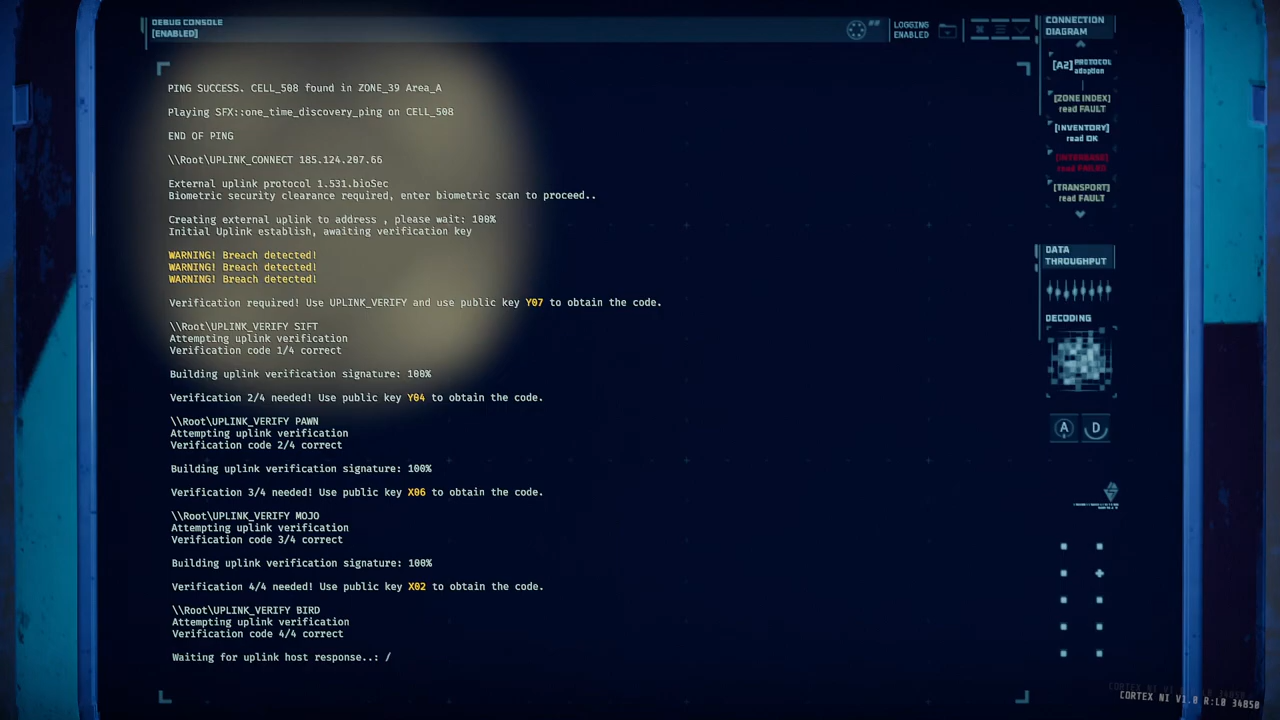 DEBUG CONSOLE
[ENABLED]
LOGGING
ENABLED
PING SUCCESS. CELL_508 found in ZONE_39 Area_A
Playing SFX::one_time_discovery_ping on CELL_508
END OF PING
\\Root\UPLINK_CONNECT 185.124.207.66
External uplink protocol 1.531.bioSec
Biometric security clearance required, enter biometric scan to proceed..
Creating external uplink to address , please wait: 100%
Initial Uplink establish, awaiting verification key
WARNING! Breach detected!
WARNING! Breach detected!
WARNING! Breach detected!
Verification required! Use UPLINK_VERIFY and use public key Y07 to obtain the code.
\\Root\UPLINK_VERIFY SIFT
Attempting uplink verification
Verification code 1/4 correct
Building uplink verification signature: 100%
Verification 2/4 needed! Use public key Y04 to obtain the code.
\\Root\UPLINK_VERIFY PAWN
Attempting uplink verification
Verification code 2/4 correct
Building uplink verification signature: 100%
Verification 3/4 needed! Use public key X06 to obtain the code.
\\Root\UPLINK_VERIFY MOJO
Attempting uplink verification
Verification code 3/4 correct
Building uplink verification signature: 100%
Verification 4/4 needed! Use public key X02 to obtain the code.
\\Root\UPLINK_VERIFY BIRD
Attempting uplink verification
Verification code 4/4 correct
Waiting for uplink host response..: /
CONNECTION
DIAGRAM
[A2] PROTOCOL
adoption
[ZONE INDEX]
read FAULT
[INVENTORY]
read OK
[INTERBASE]
read FAILED
[TRANSPORT]
read FAULT
DATA
THROUGHPUT
DECODING
A D
CORTEX NI V1.0 R:L0 34850